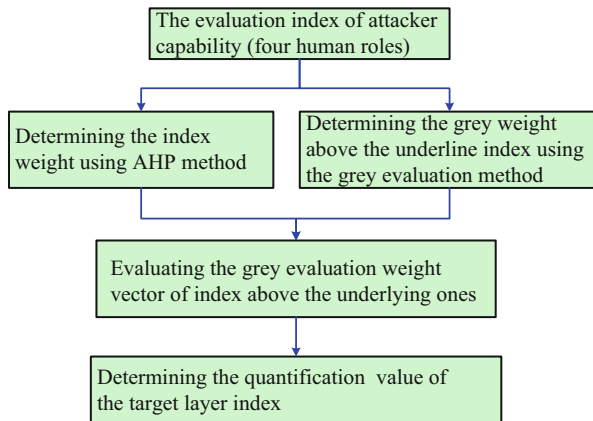 The evaluation index of attacker
capability (four human roles)
Determining the index
weight using AHP method
Determining the grey weight
above the underline index using
the grey evaluation method
Evaluating the grey evaluation weight
vector of index above the underlying ones
Determining the quantification value of
the target layer index